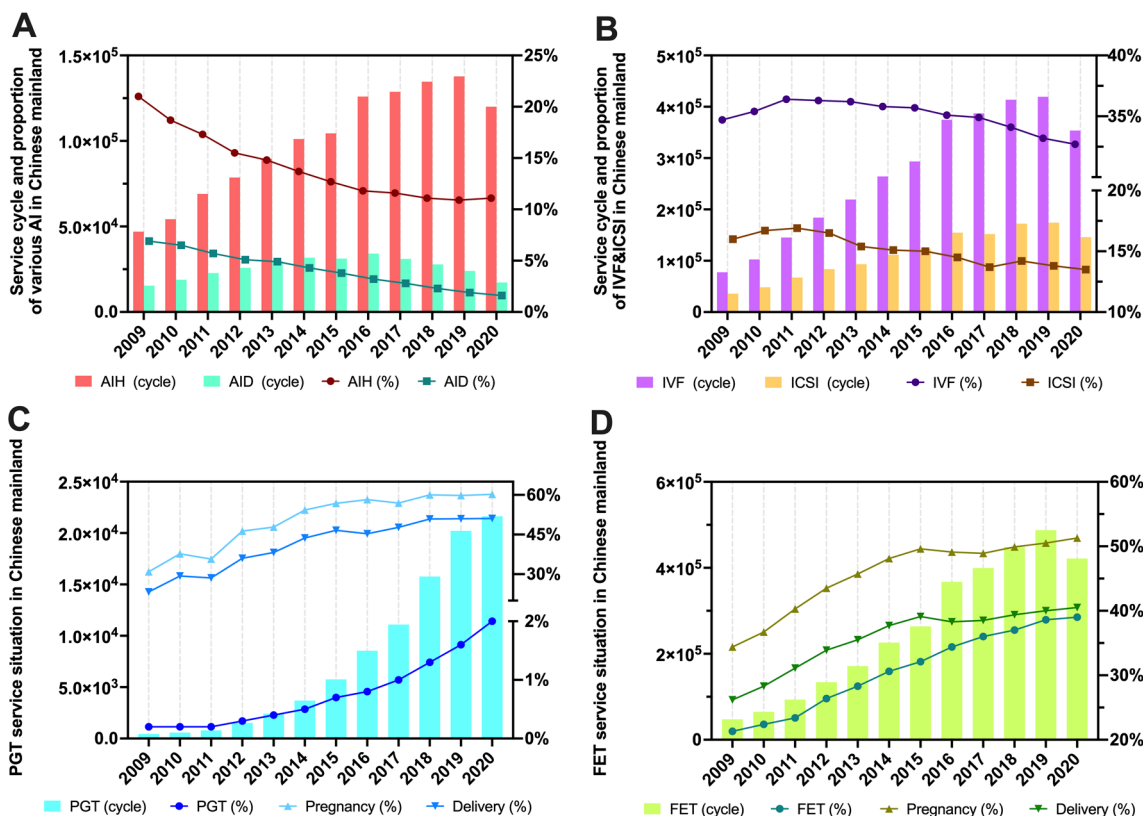 A
Service cycle and proportion
of various AI in Chinese mainland
1.5×10⁵
1.0×10⁵
5.0×10⁴
0.0
25%
20%
15%
10%
5%
0%
2009 2010 2011 2012 2013 2014 2015 2016 2017 2018 2019 2020
AIH (cycle) AID (cycle) AIH (%) AID (%)
B
Service cycle and proportion
of IVF&ICSI in Chinese mainland
5×10⁵
4×10⁵
3×10⁵
2×10⁵
1×10⁵
0
40%
35%
20%
15%
10%
2009 2010 2011 2012 2013 2014 2015 2016 2017 2018 2019 2020
IVF (cycle) ICSI (cycle) IVF (%) ICSI (%)
C
PGT service situation in Chinese mainland
2.5×10⁴
2.0×10⁴
1.5×10⁴
1.0×10⁴
5.0×10³
0.0
60%
45%
30%
2%
1%
0%
2009 2010 2011 2012 2013 2014 2015 2016 2017 2018 2019 2020
PGT (cycle) PGT (%) Pregnancy (%) Delivery (%)
D
FET service situation in Chinese mainland
6×10⁵
4×10⁵
2×10⁵
0
60%
50%
40%
30%
20%
2009 2010 2011 2012 2013 2014 2015 2016 2017 2018 2019 2020
FET (cycle) FET (%) Pregnancy (%) Delivery (%)